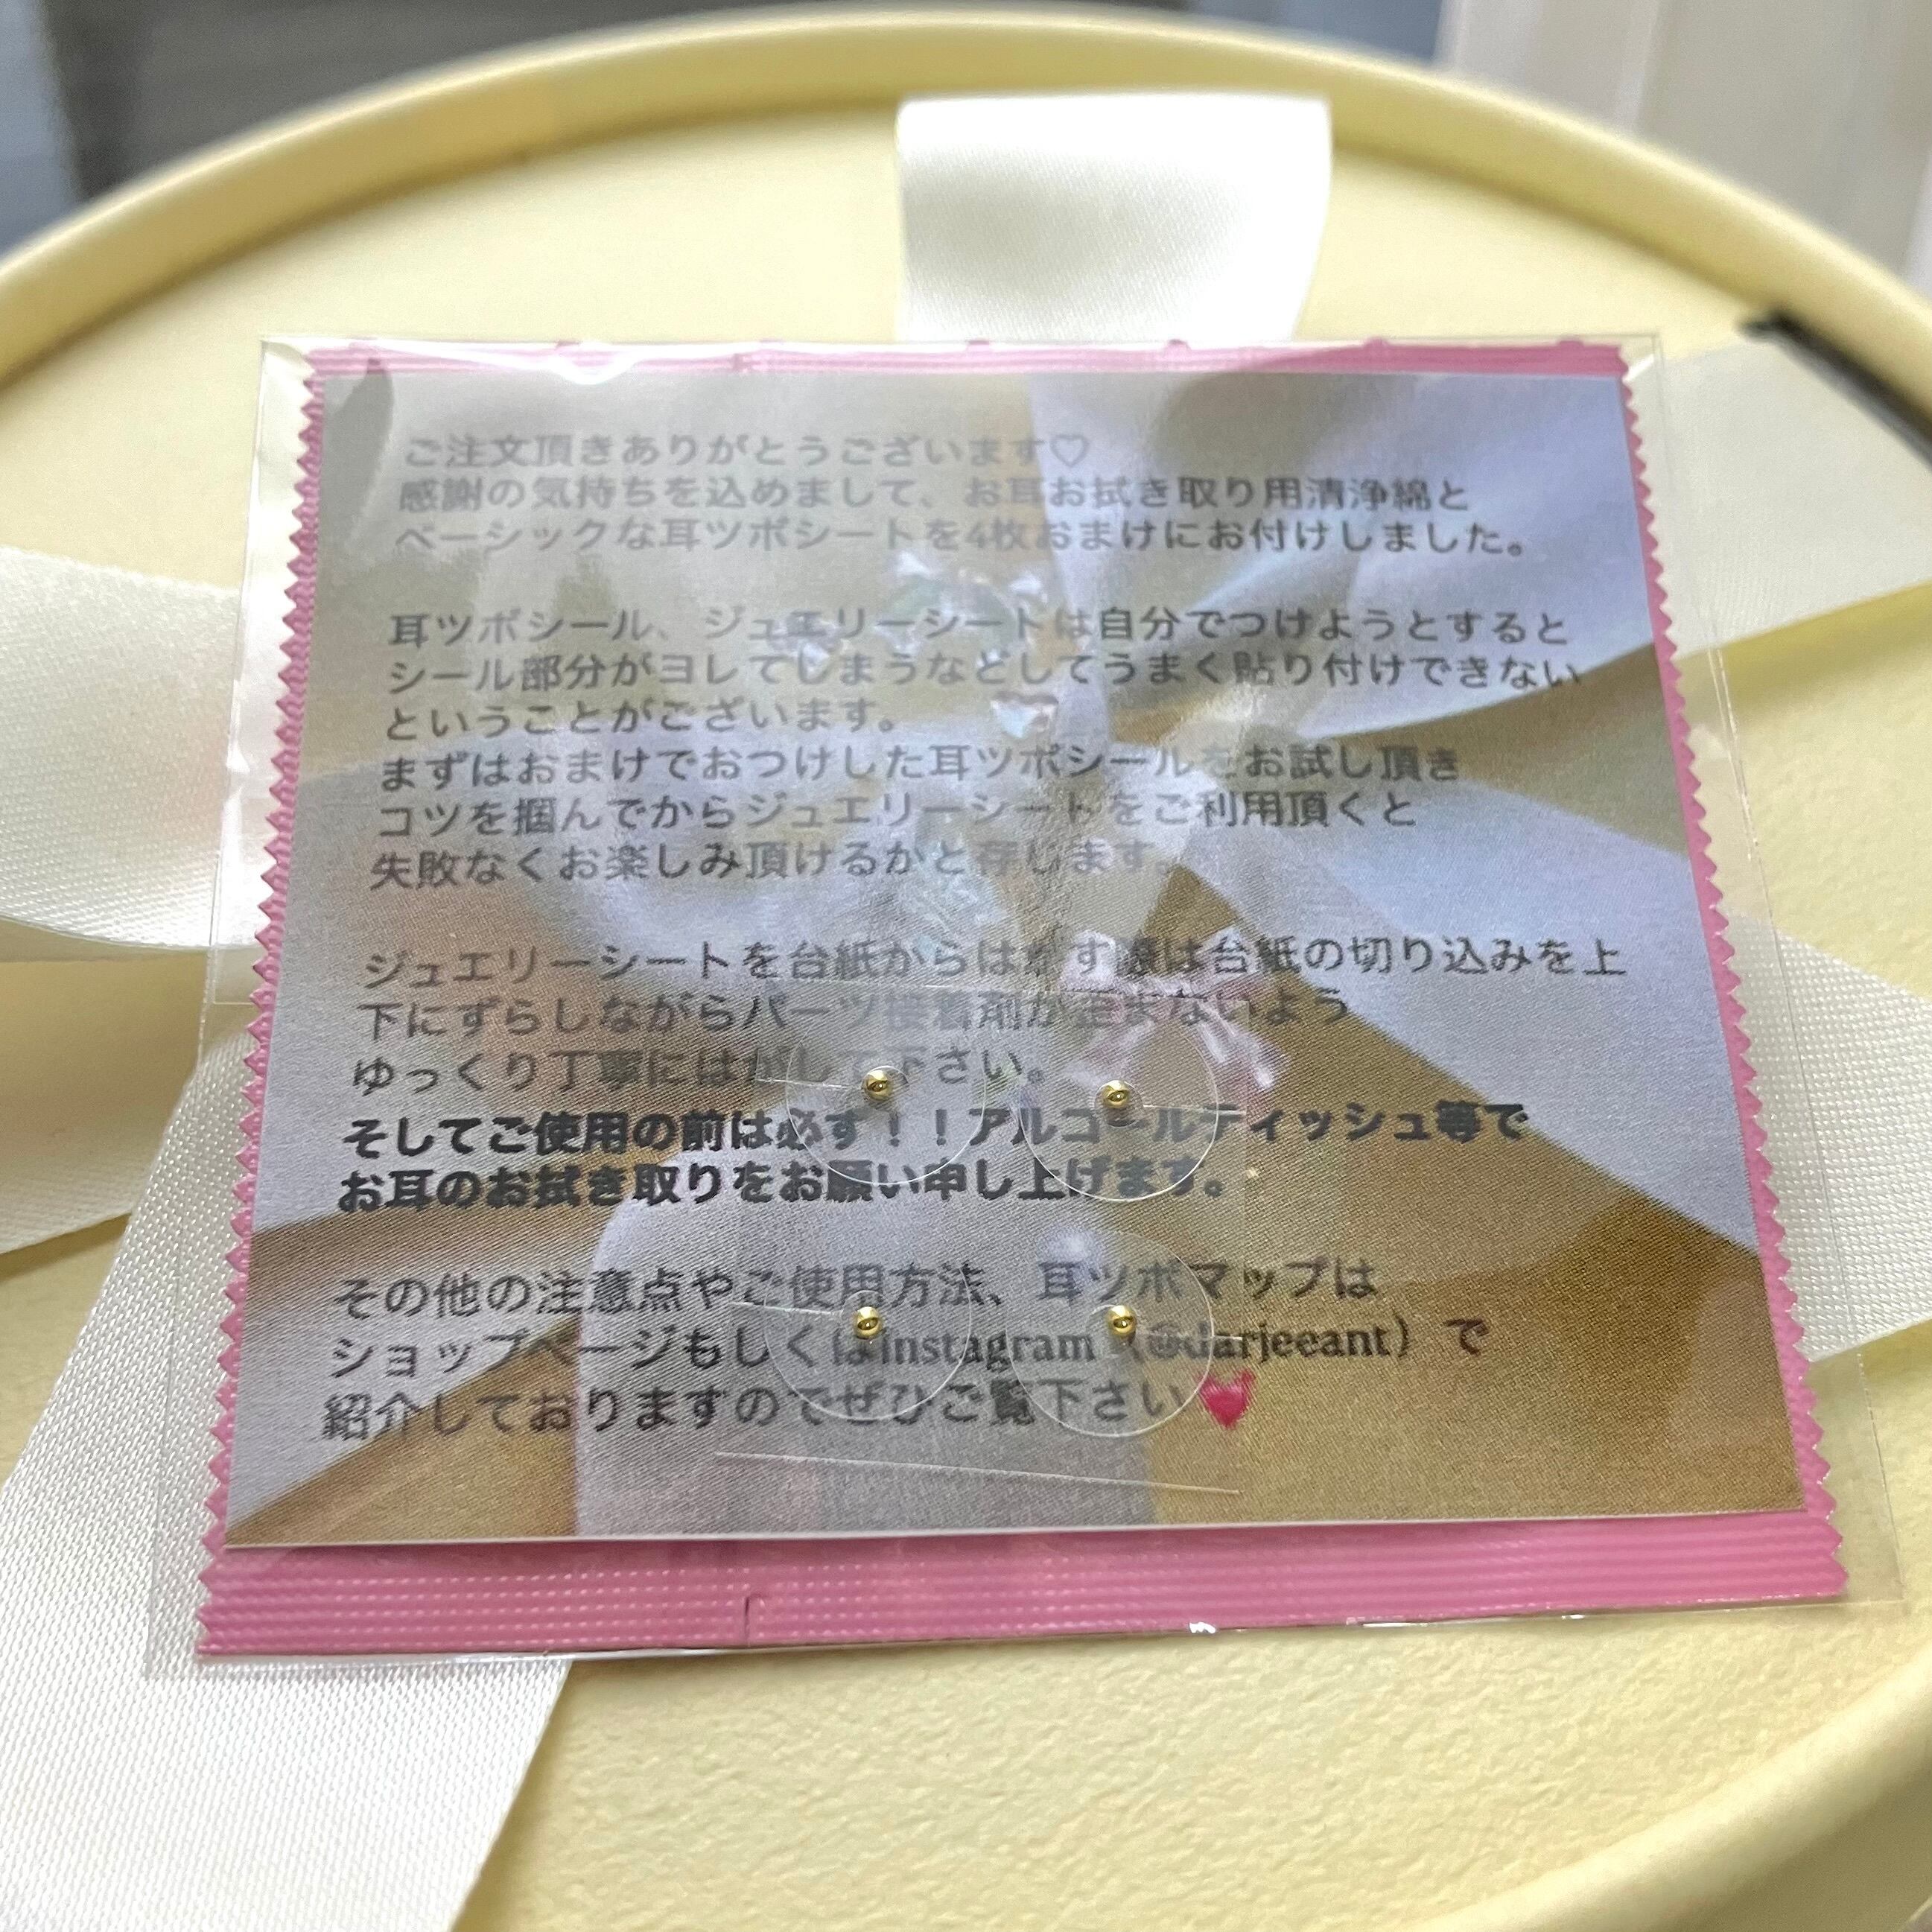 ご注文頂きありがとうございます♡
感謝の気持ちを込めまして、お耳お拭き取り用清浄綿と
ベーシックな耳ツボシートを4枚おまけにお付けしました。
耳ツボシール、ジュエリーシートは自分でつけようとすると
シール部分がヨレてしまうなどしてうまく貼り付けできない
ということがございます。
まずはおまけでおつけした耳ツボシールをお試し頂き
コツを掴んでからジュエリーシートをご利用頂くと
失敗なくお楽しみ頂けるかと存じます。
ジュエリーシートを台紙からはがす際は台紙の切り込みを上
下にずらしながらパーツ接着剤が歪まないよう
ゆっくり丁寧にはがして下さい。
そしてご使用の前は必ず！！アルコールティッシュ等で
お耳のお拭き取りをお願い申し上げます。
その他の注意点やご使用方法、耳ツボマップは
ショップページもしくはinstagram（@darjeeant）で
紹介しておりますのでぜひご覧下さい💓